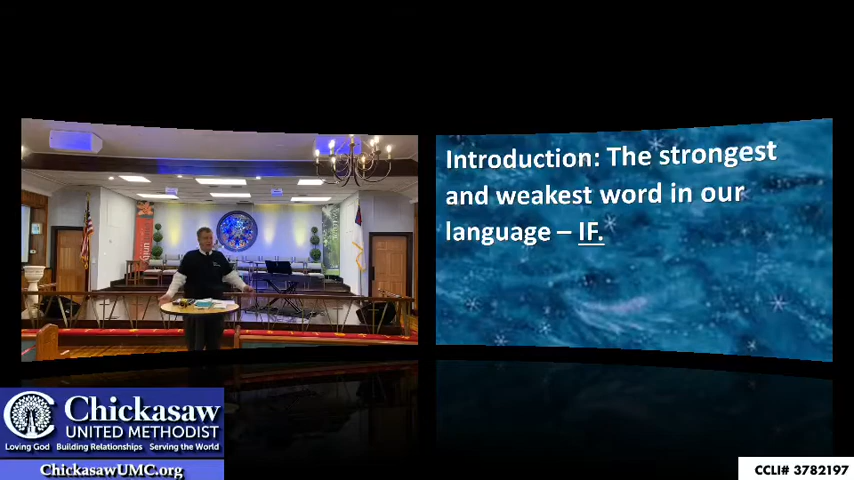 Introduction: The strongest
and weakest word in our
language – IF.
Chickasaw
UNITED METHODIST
Loving God Building Relationships Serving the World
ChickasawUMC.org
CCLI# 3782197